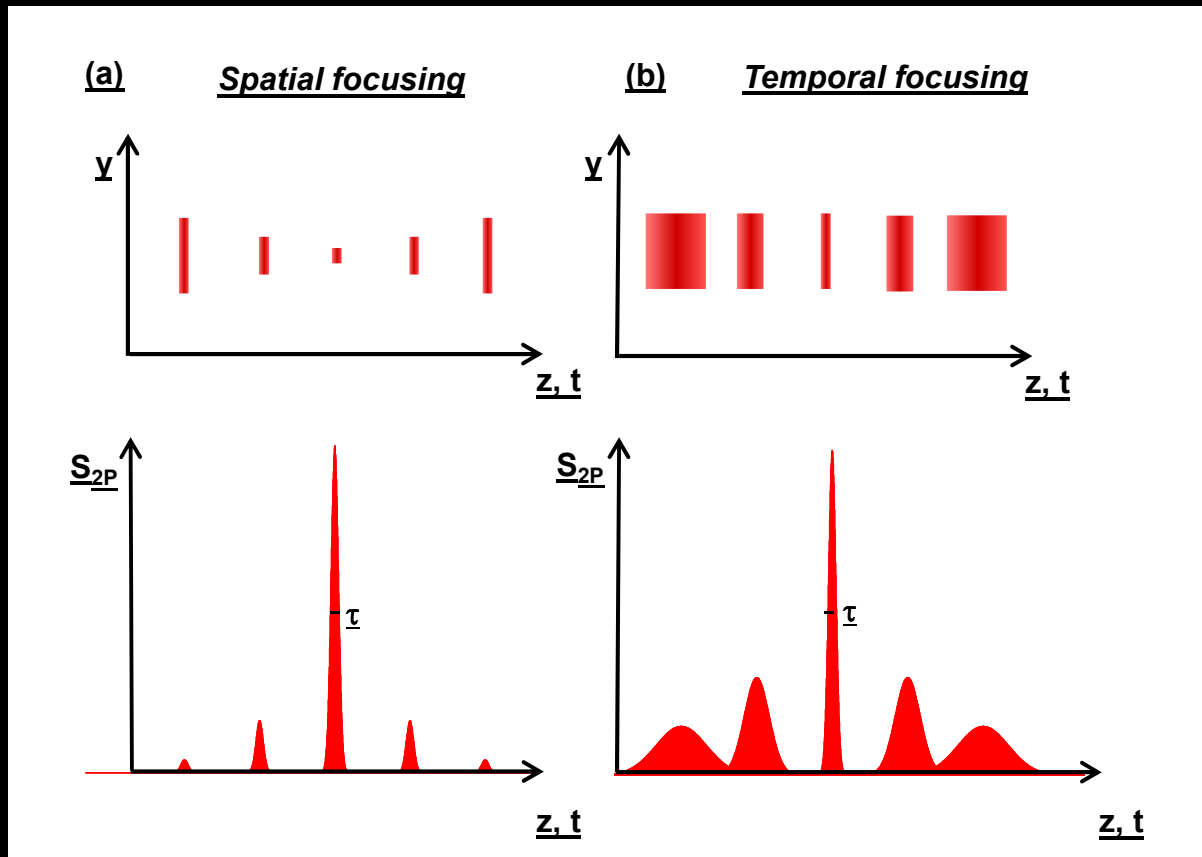 (a) Spatial focusing
(b) Temporal focusing
y
z, t
y
z, t
S2P
τ
z, t
S2P
τ
z, t